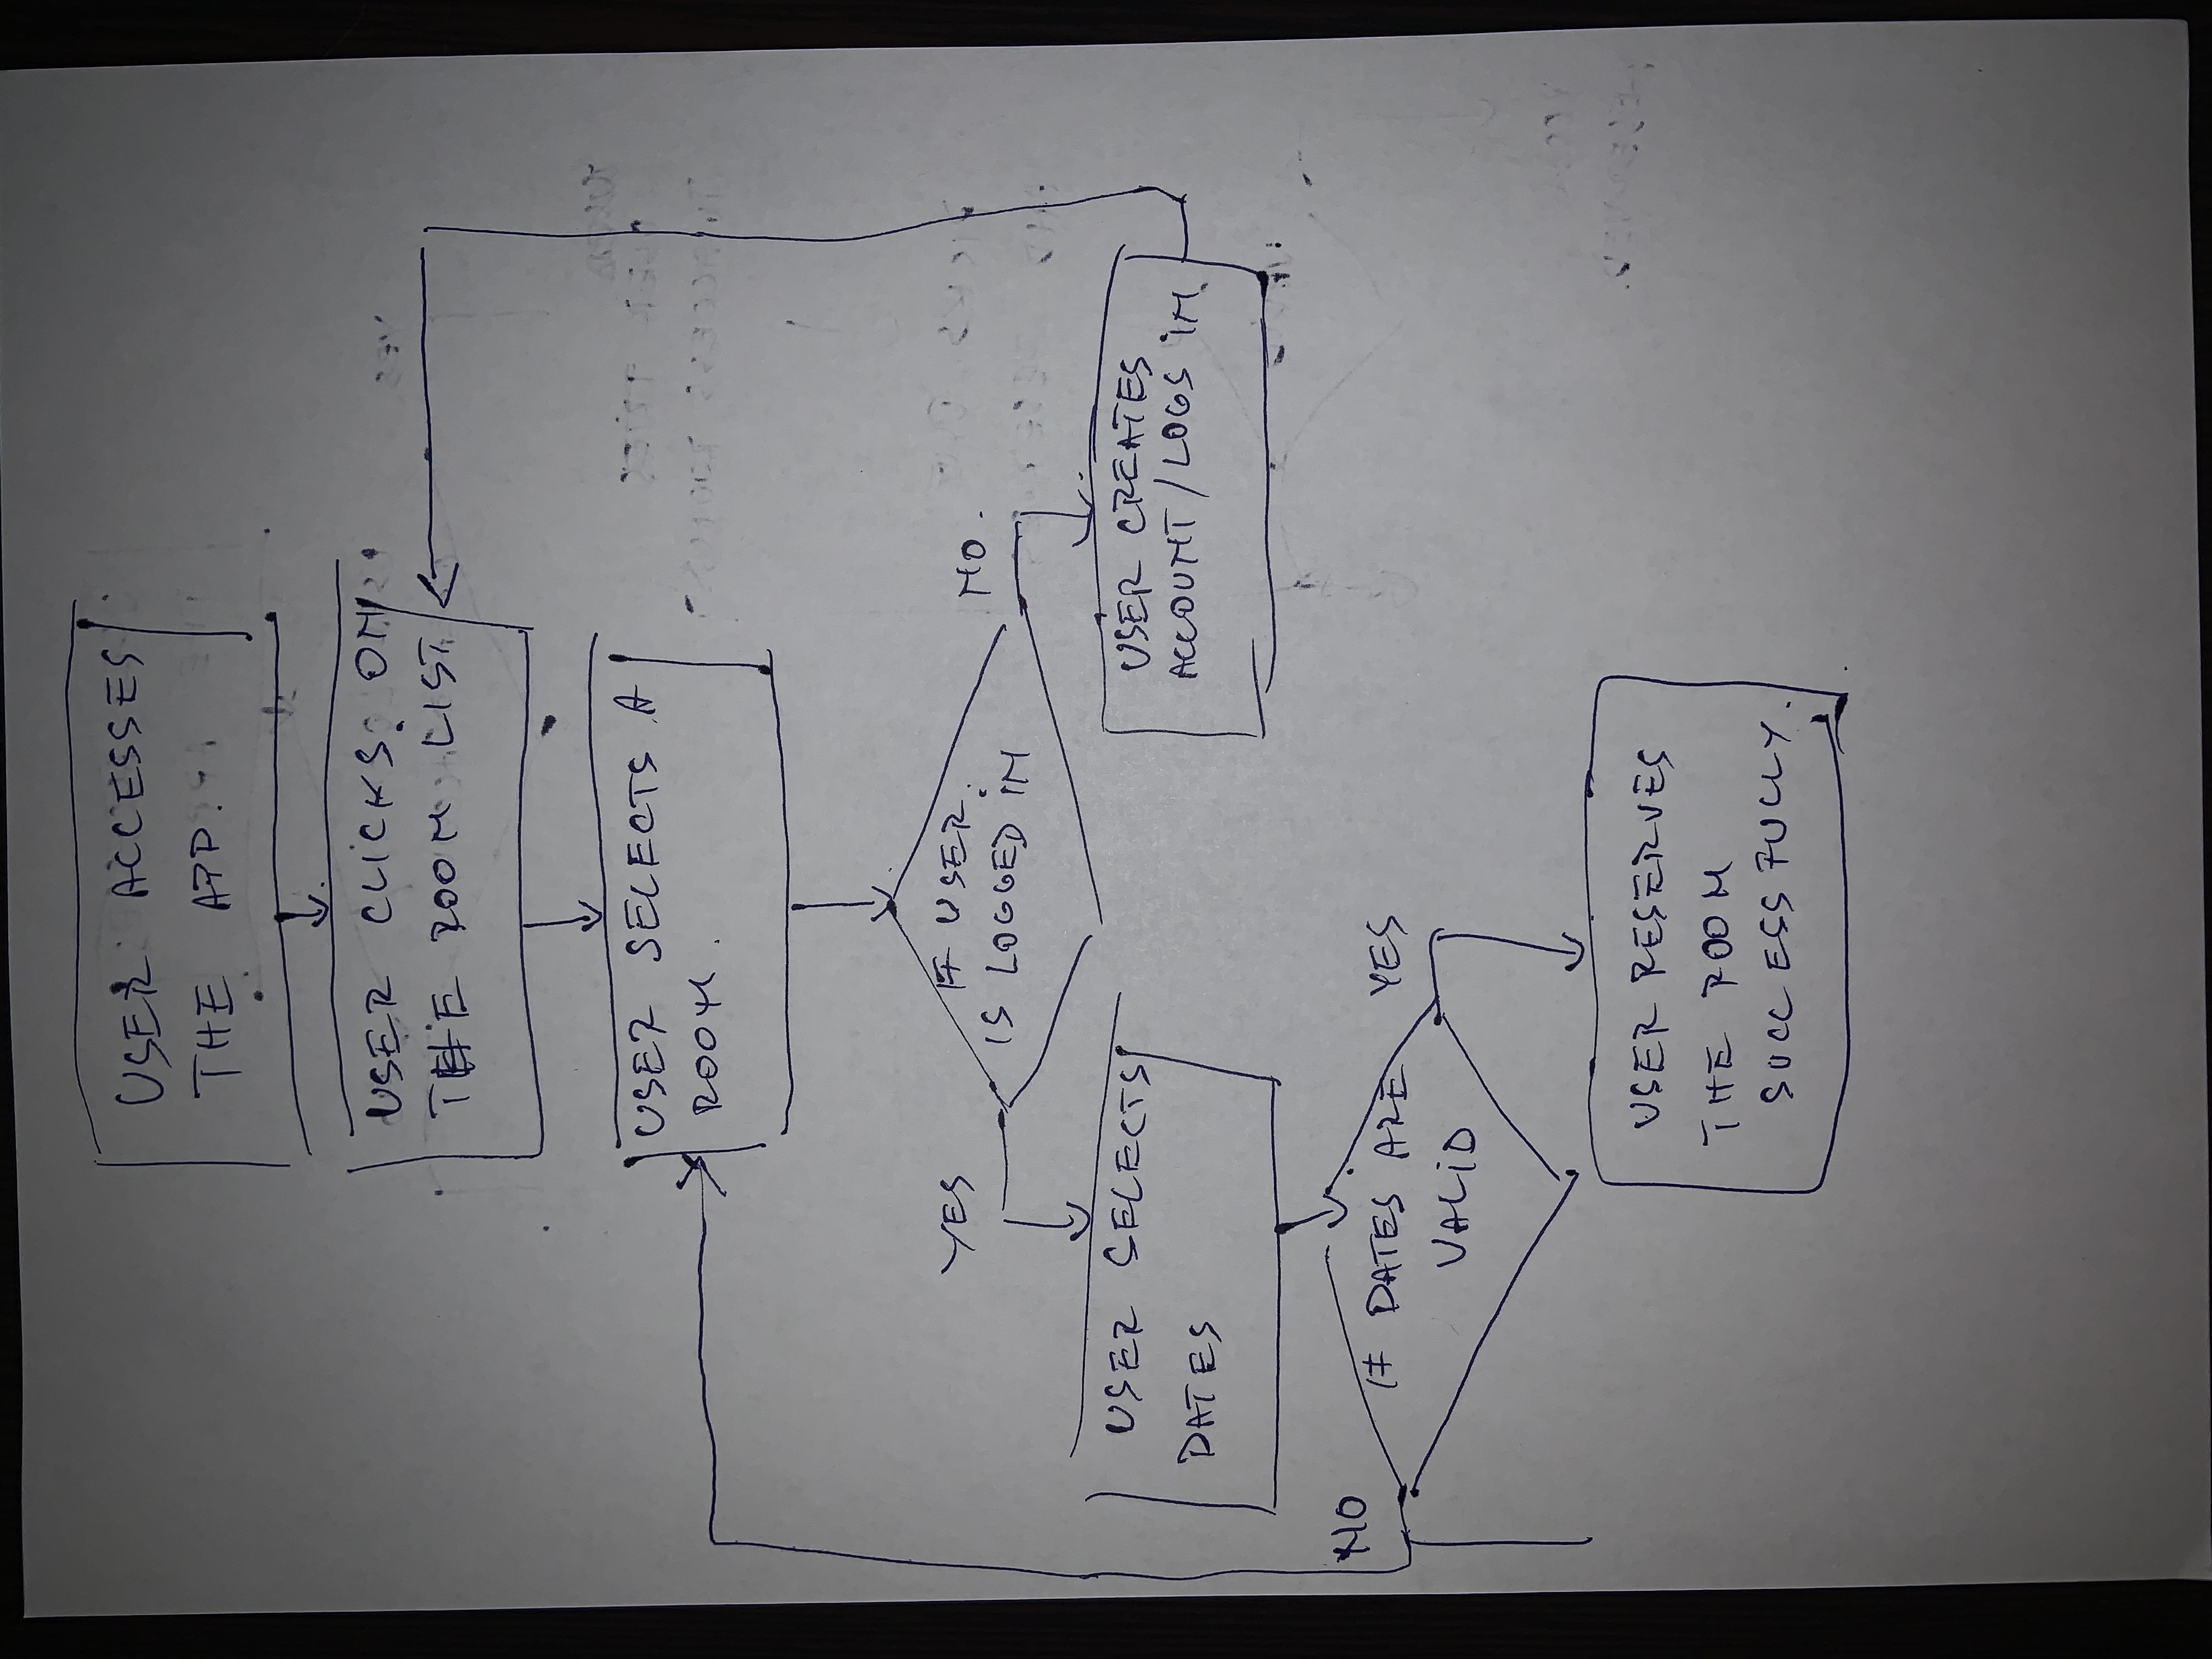 USER ACCESSES
THE APP.
USER CLICKS ON
THE ROOM LIST
USER SELECTS A
ROOM.
YES
IF USER
IS LOGGED IN
NO.
USER SELECTS
DATES
USER CREATES
ACCOUNT/LOGS IN
NO
IF DATES ARE
VALID
YES
USER RESERVES
THE ROOM
SUCCESSFULLY.